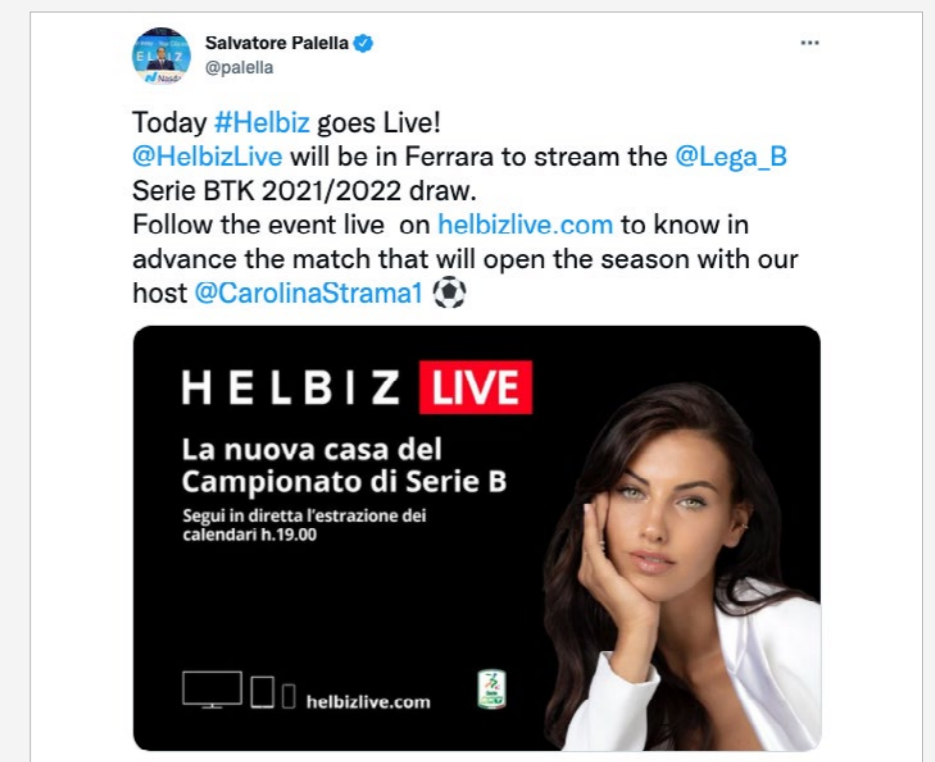 Salvatore Palella
@palella
Today #Helbiz goes Live!
@HelbizLive will be in Ferrara to stream the @Lega_B
Serie BTK 2021/2022 draw.
Follow the event live  on helbizlive.com to know in
advance the match that will open the season with our
host @CarolinaStrama1
HELBIZ LIVE
La nuova casa del
Campionato di Serie B
Segui in diretta l'estrazione dei
calendari h.19.00
helbizlive.com